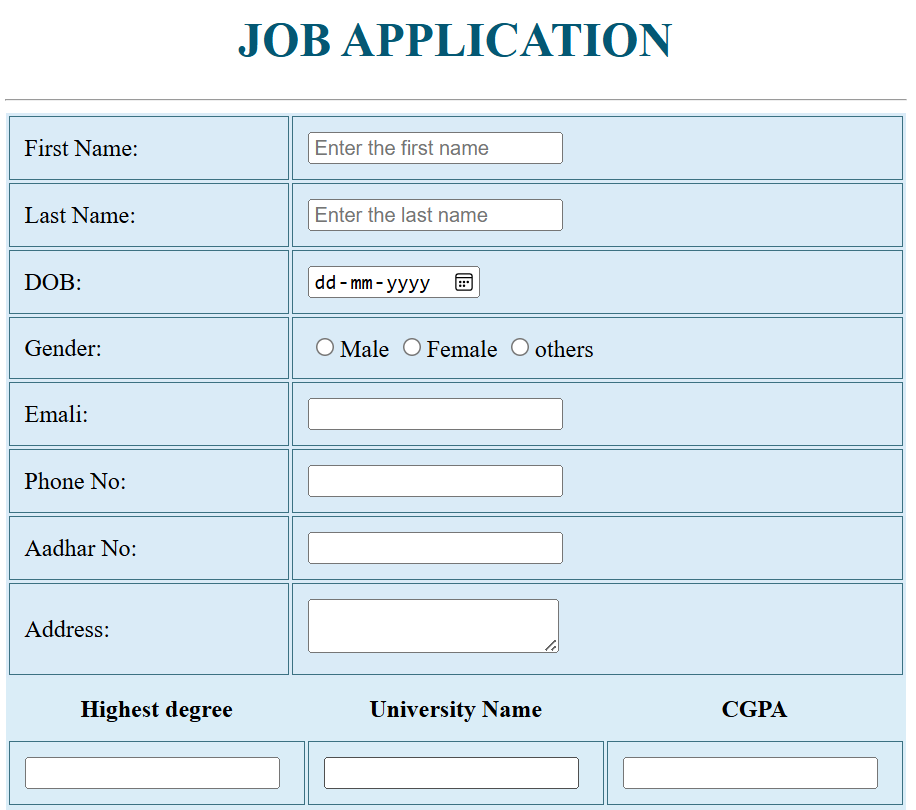 JOB APPLICATION
First Name: Enter the first name
Last Name: Enter the last name
DOB: dd-mm-yyyy
Gender: Male Female others
Emali:
Phone No:
Aadhar No:
Address:
Highest degree University Name CGPA